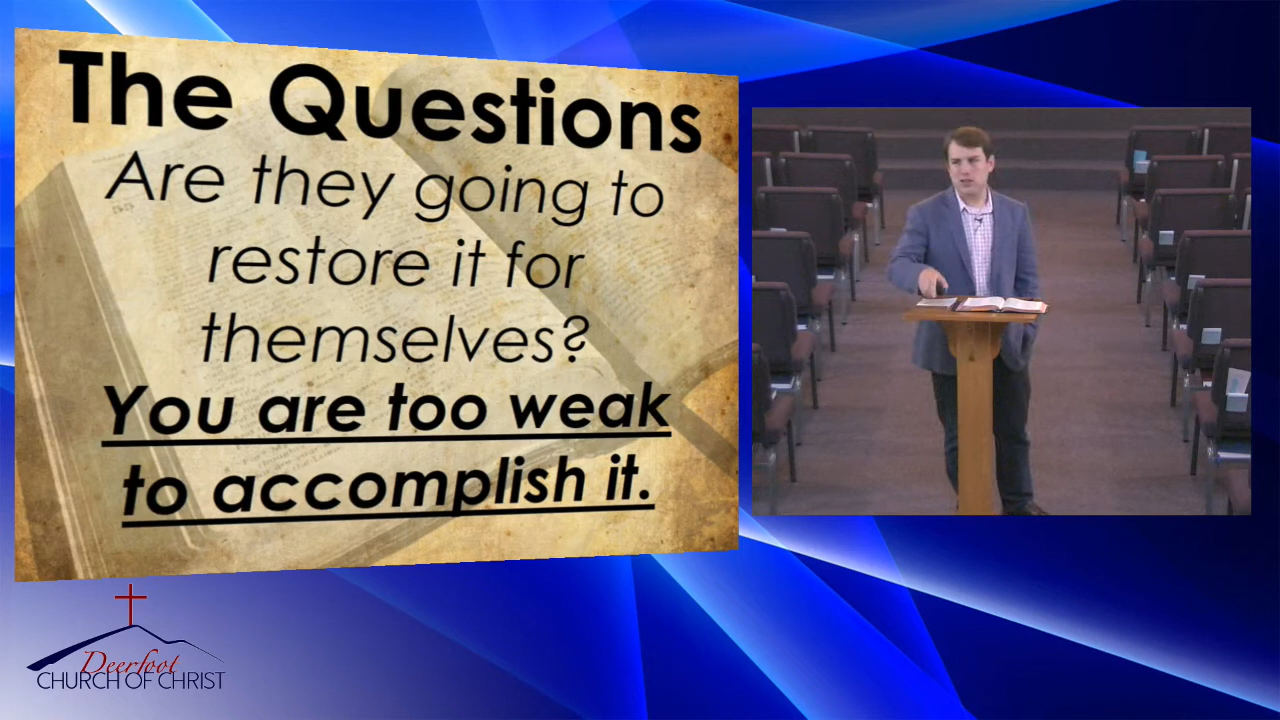 The Questions
Are they going to
restore it for
themselves?
You are too weak
to accomplish it.
Deerfoot
CHURCH OF CHRIST